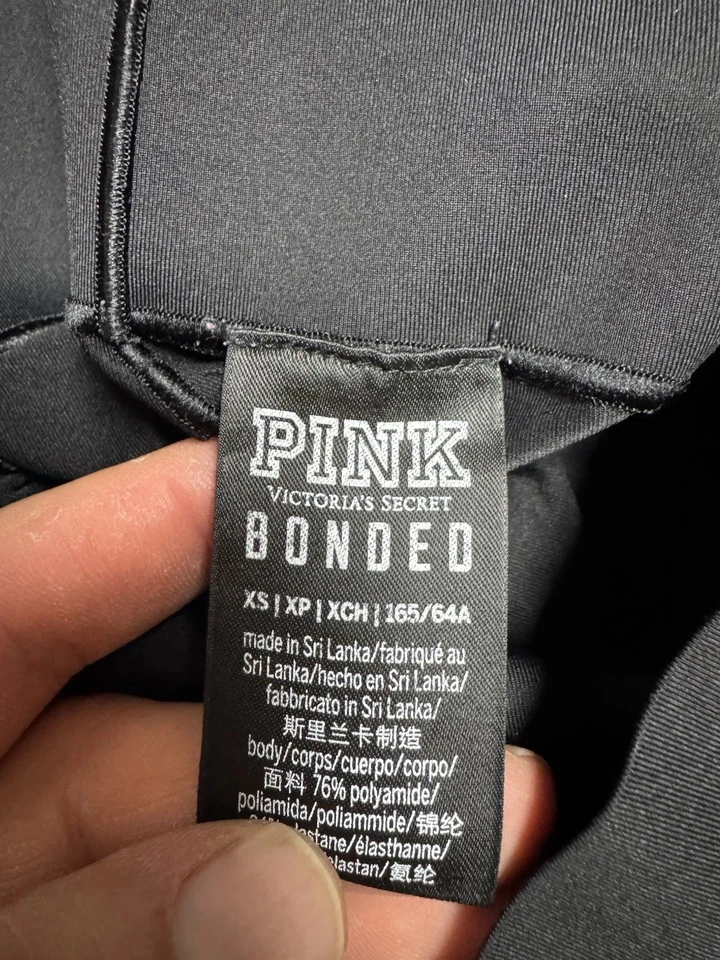 PINK
VICTORIA'S SECRET
BONDED
XS | XP | XCH | 165/64A
made in Sri Lanka/fabriqué au
Sri Lanka/hecho en Sri Lanka/
fabbricato in Sri Lanka/
斯里兰卡制造
body/corps/cuerpo/corpo/
面料 76% polyamide/
poliamida/poliammide/锦纶
/élasthanne/
/氨纶